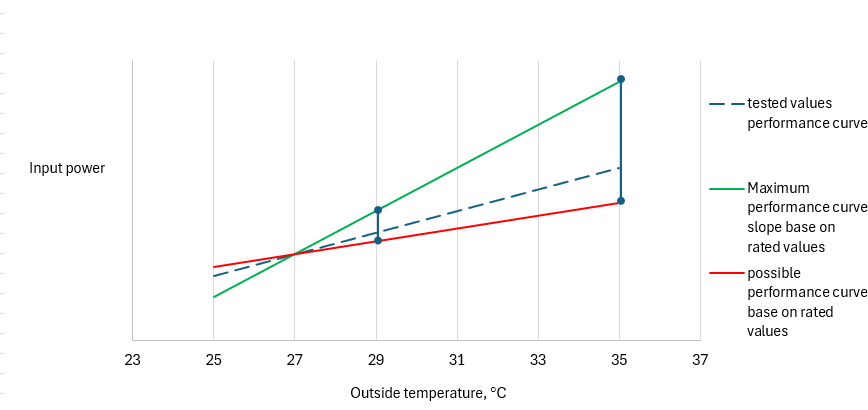 tested values
performance curve
Input power
Maximum
performance curve
slope base on
rated values
possible
performance curve
base on rated
values
23 25 27 29 31 33 35 37
Outside temperature, °C